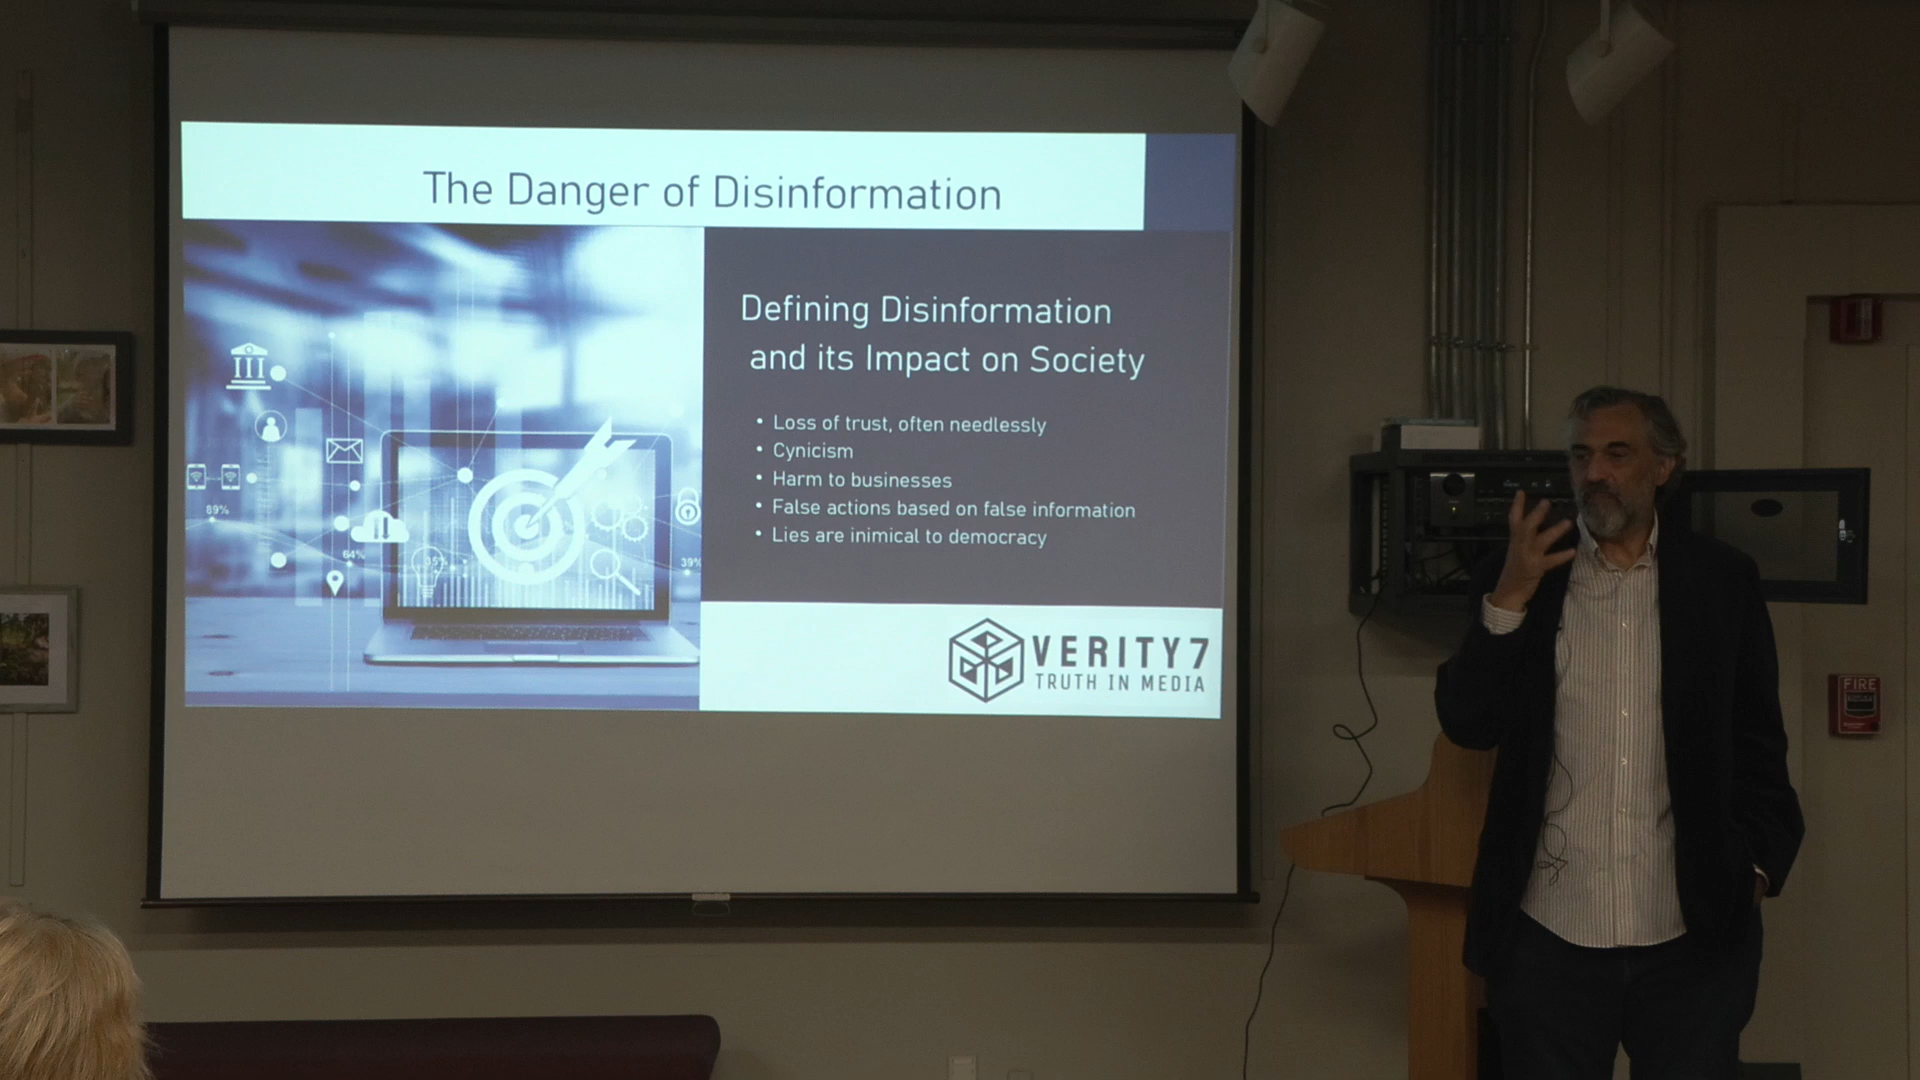 The Danger of Disinformation
Defining Disinformation
and its Impact on Society
• Loss of trust, often needlessly
• Cynicism
• Harm to businesses
• False actions based on false information
• Lies are inimical to democracy
89%
64%
35%
39%
VERITY7
TRUTH IN MEDIA
FIRE